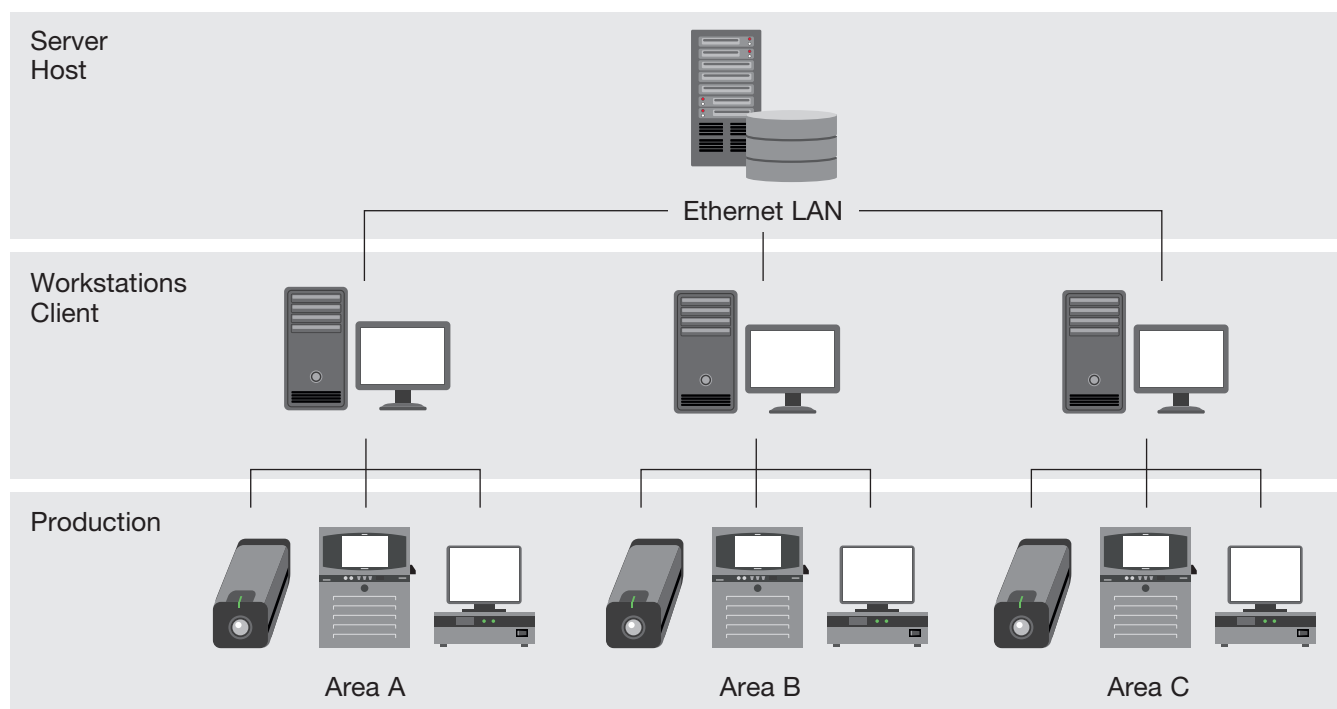 Server
Host
Ethernet LAN
Workstations
Client
Production
Area A
Area B
Area C